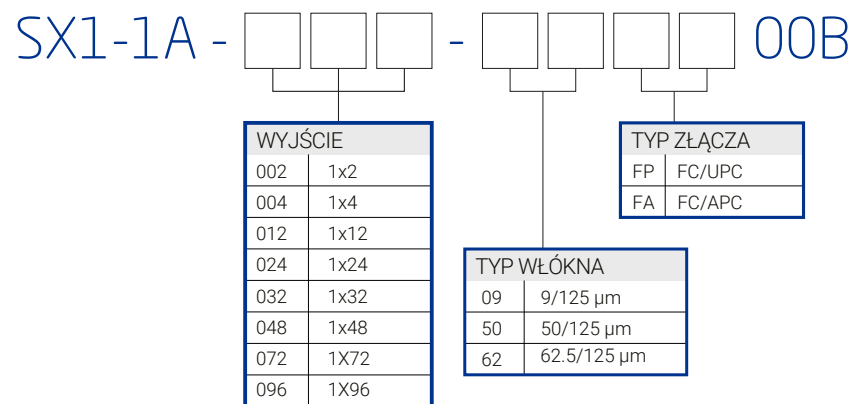 SX1-1A - - 00B
WYJŚCIE
002 1x2
004 1x4
012 1x12
024 1x24
032 1x32
048 1x48
072 1X72
096 1X96
TYP WŁÓKNA
09 9/125 µm
50 50/125 µm
62 62.5/125 µm
TYP ZŁĄCZA
FP FC/UPC
FA FC/APC